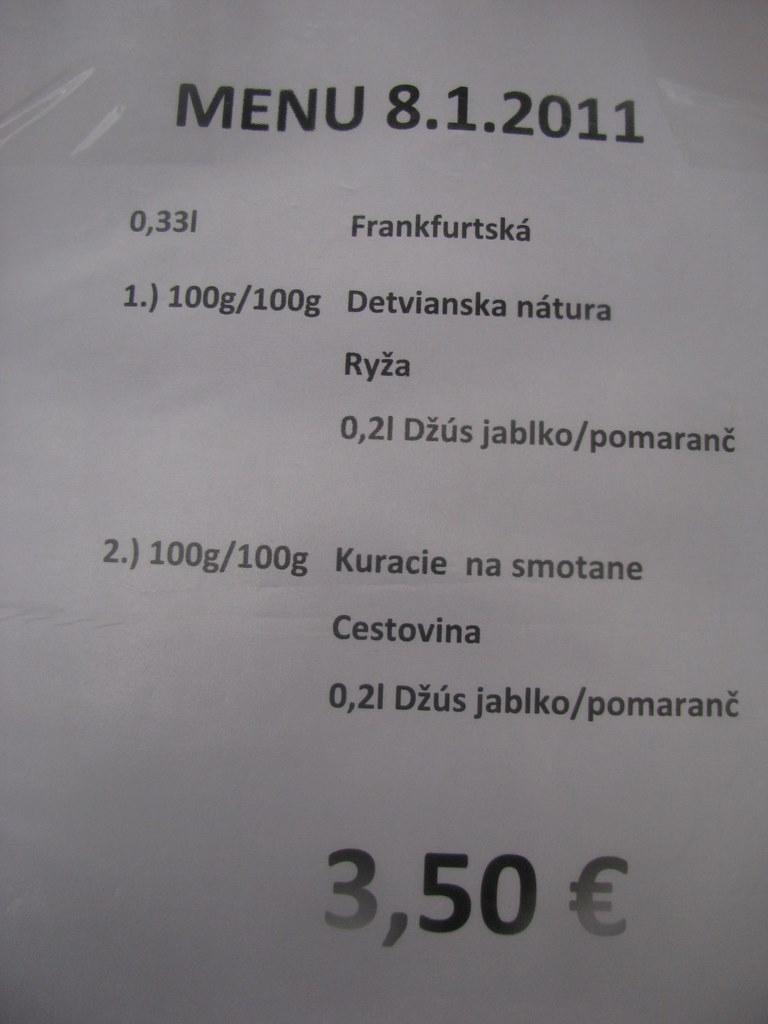 MENU 8.1.2011
0,33l Frankfurtská
1.) 100g/100g Detvianska nátura
Ryža
0,2l Džús jablko/pomaranč
2.) 100g/100g Kuracie na smotane
Cestovina
0,2l Džús jablko/pomaranč
3,50 €